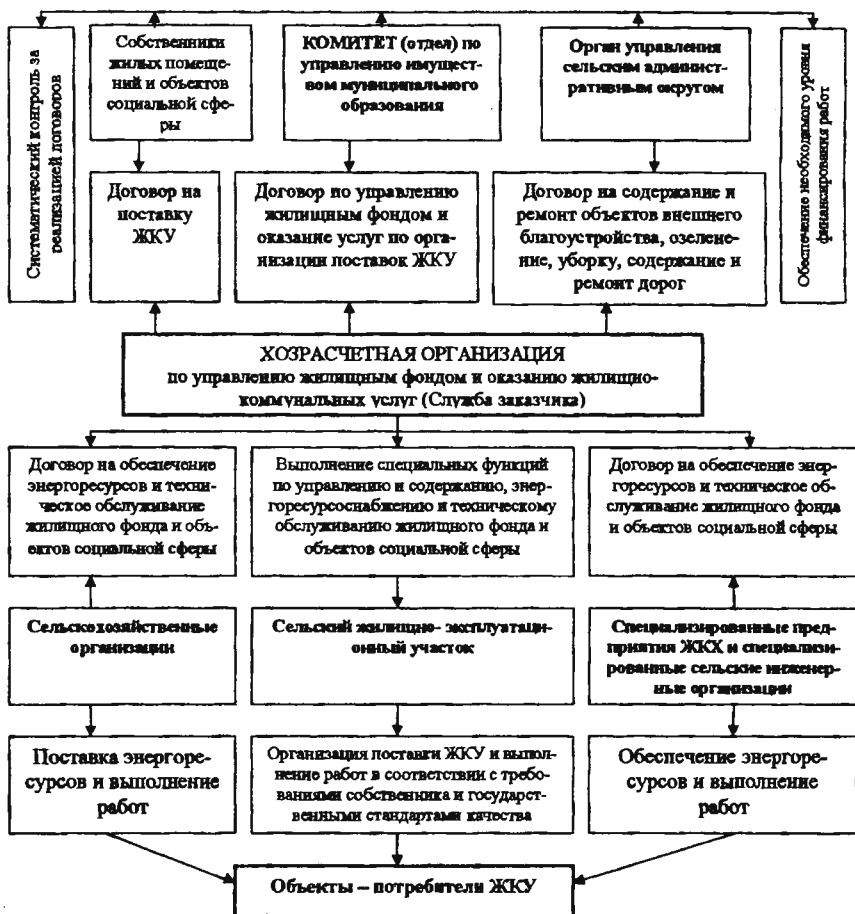 Систематический контроль за
реализацией договоров
Собственники
жилых помеще-
ний и объектов
социальной сфе-
ры
КОМИТЕТ (отдел) по
управлению имущест-
вом муниципального
образования
Орган управления
сельским админист-
ративным округом
Обеспечение необходимого уровня
финансирования работ
Договор на
поставку
ЖКУ
Договор по управлению
жилищным фондом и
оказание услуг по орга-
низации поставок ЖКУ
Договор на содержание и
ремонт объектов внешнего
благоустройства, озелене-
ние, уборку, содержание и
ремонт дорог
ХОЗРАСЧЕТНАЯ ОРГАНИЗАЦИЯ
по управлению жилищным фондом и оказанию жилищно-
коммунальных услуг (Служба заказчика)
Договор на обеспечение
энергоресурсов и техни-
ческое обслуживание
жилищного фонда и объ-
ектов социальной сферы
Выполнение специальных функций
по управлению и содержанию, энер-
горесурсоснабжению и техническому
обслуживанию жилищного фонда и
объектов социальной сферы
Договор на обеспечение энер-
горесурсов и техническое об-
служивание жилищного фонда
и объектов социальной сферы
Сельскохозяйственные
организации
Сельский жилищно- эксплуатаци-
онный участок
Специализированные пред-
приятия ЖКХ и специализи-
рованные сельские инженер-
ные организации
Поставка энергоре-
сурсов и выполнение
работ
Организация поставки ЖКУ и выпол-
нение работ в соответствии с требо-
ваниями собственника и государст-
венными стандартами качества
Обеспечение энергоре-
сурсов и выполнение
работ
Объекты – потребители ЖКУ